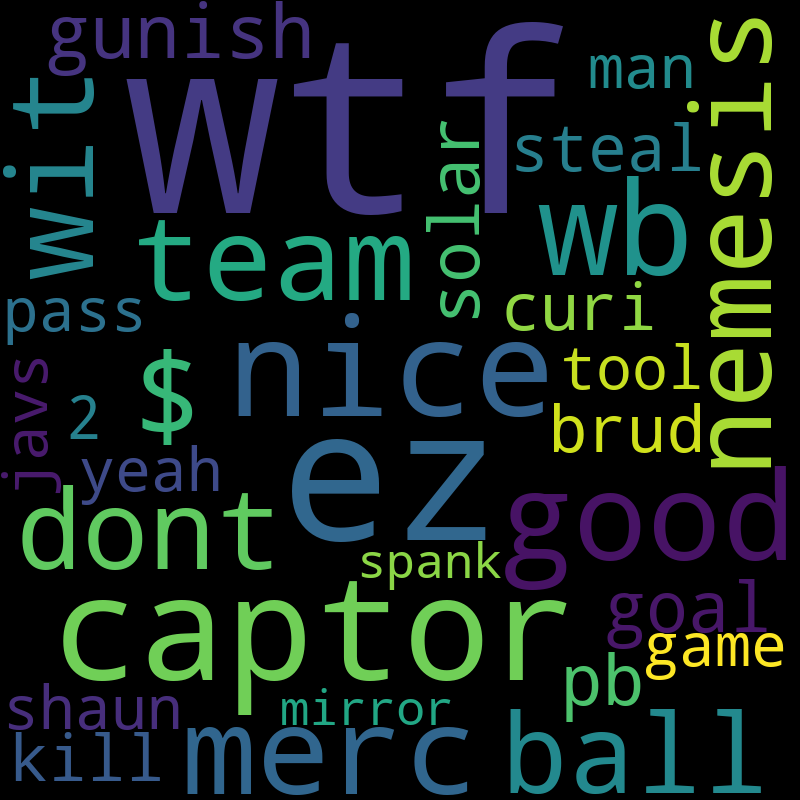 gunish
wtf
man
nemesis
wit
solar
steal
team
wb
pass
curi
nice
$
javs
tool
2
brud
yeah
ez
good
dont
spank
captor
goal
game
pb
shaun
mirror
merc
ball
kill